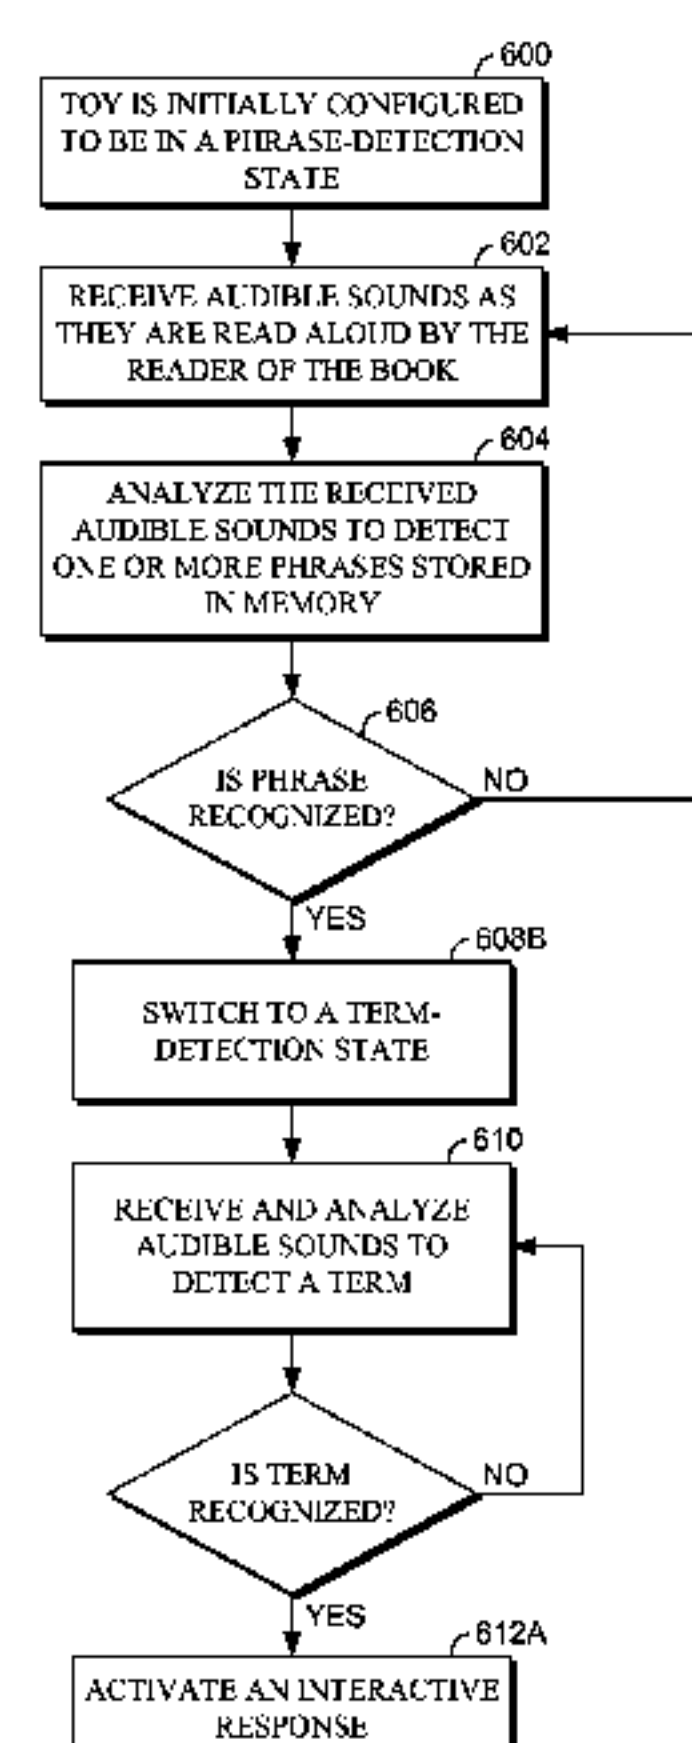 600
TOY IS INITIALLY CONFIGURED
TO BE IN A PHRASE-DETECTION
STATE
602
RECEIVE AUDIBLE SOUNDS AS
THEY ARE READ ALOUD BY THE
READER OF THE BOOK
604
ANALYZE THE RECEIVED
AUDIBLE SOUNDS TO DETECT
ONE OR MORE PHRASES STORED
IN MEMORY
606
IS PHRASE
RECOGNIZED?
NO
YES
608B
SWITCH TO A TERM-
DETECTION STATE
610
RECEIVE AND ANALYZE
AUDIBLE SOUNDS TO
DETECT A TERM
IS TERM
RECOGNIZED?
NO
YES
612A
ACTIVATE AN INTERACTIVE
RESPONSE